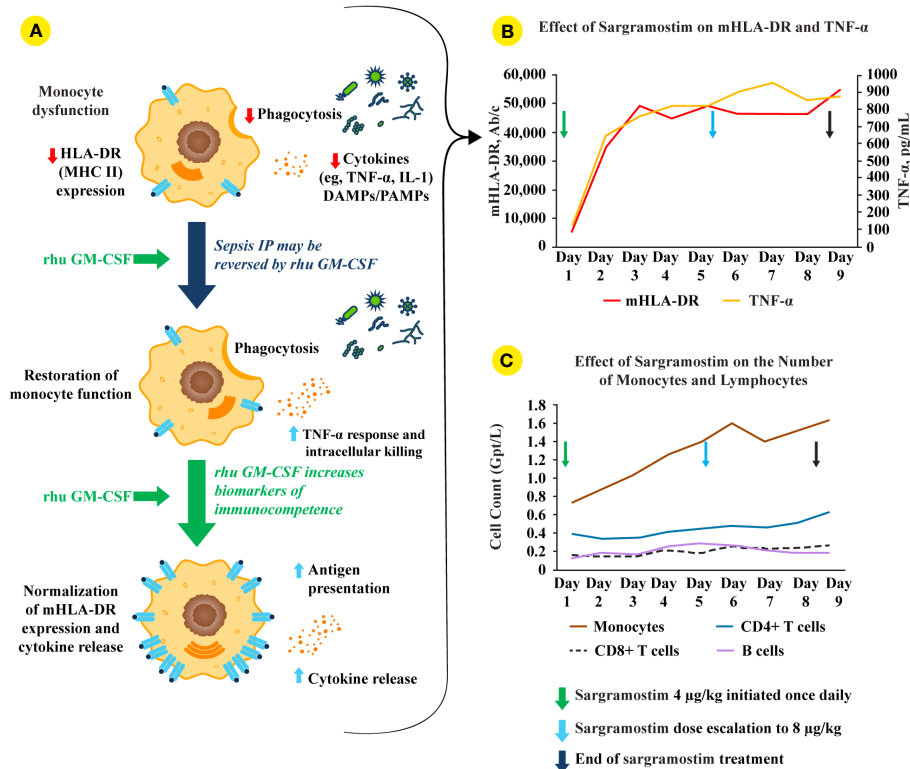 A
Monocyte
dysfunction
Phagocytosis
HLA-DR
(MHC II)
expression
Cytokines
(eg, TNF-α, IL-1)
DAMPs/PAMPs
rhu GM-CSF
Sepsis IP may be
reversed by rhu GM-CSF
Phagocytosis
Restoration of
monocyte function
TNF-α response and
intracellular killing
rhu GM-CSF
rhu GM-CSF increases
biomarkers of
immunocompetence
Normalization
of mHLA-DR
expression and
cytokine release
Antigen
presentation
Cytokine release
B
Effect of Sargramostim on mHLA-DR and TNF-α
mHLA-DR, Ab/c
60,000
50,000
40,000
30,000
20,000
10,000
0
1000
900
800
700
600
500
400
300
200
100
0
TNF-α, pg/mL
Day Day Day Day Day Day Day Day Day
1 2 3 4 5 6 7 8 9
mHLA-DR TNF-α
C
Effect of Sargramostim on the Number
of Monocytes and Lymphocytes
Cell Count (Gpt/L)
1.8
1.6
1.4
1.4
1.2
1.0
0.8
0.6
0.4
0.2
0
Day Day Day Day Day Day Day Day Day
1 2 3 4 5 6 7 8 9
Monocytes CD4+ T cells
CD8+ T cells B cells
Sargramostim 4 µg/kg initiated once daily
Sargramostim dose escalation to 8 µg/kg
End of sargramostim treatment